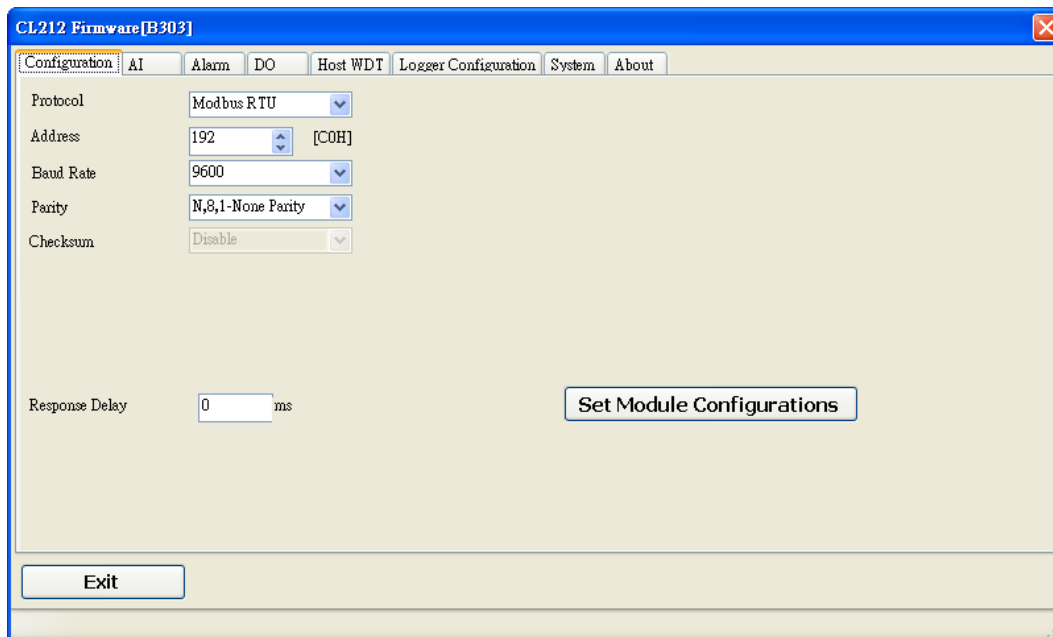 CL212 Firmware[B303]
Configuration AI Alarm DO Host WDT Logger Configuration System About
Protocol Modbus RTU
Address 192 [C0H]
Baud Rate 9600
Parity N,8,1-None Parity
Checksum Disable
Response Delay 0 ms Set Module Configurations
Exit